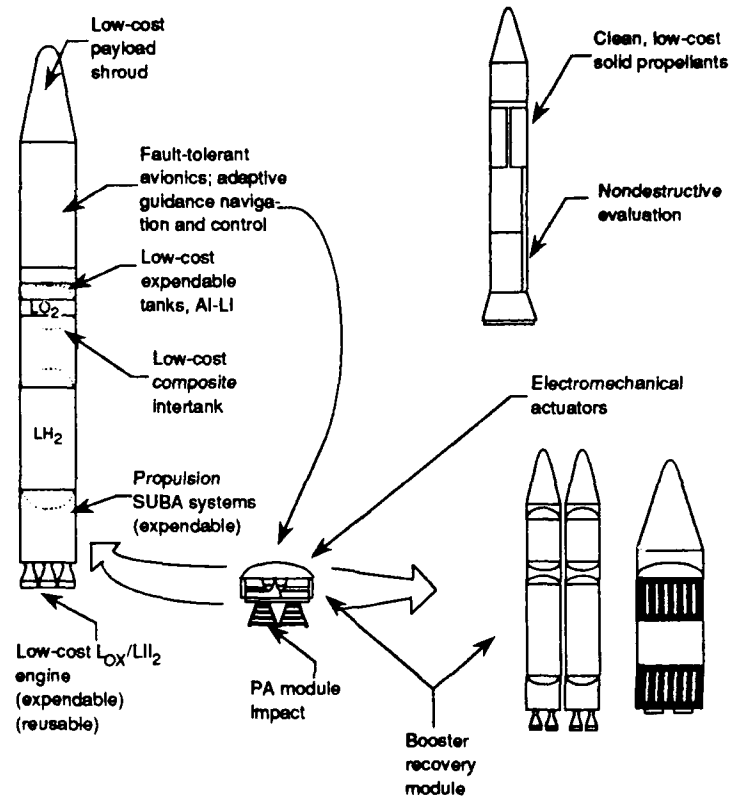 Low-cost
payload
shroud
Fault-tolerant
avionics; adaptive
guidance naviga-
tion and control
Low-cost
expendable
tanks, Al-Li
LO2
Low-cost
composite
intertank
LH2
Propulsion
SUBA systems
(expendable)
Low-cost LOX/LII2
engine
(expendable)
(reusable)
PA module
Impact
Booster
recovery
module
Electromechanical
actuators
Clean, low-cost
solid propellants
Nondestructive
evaluation